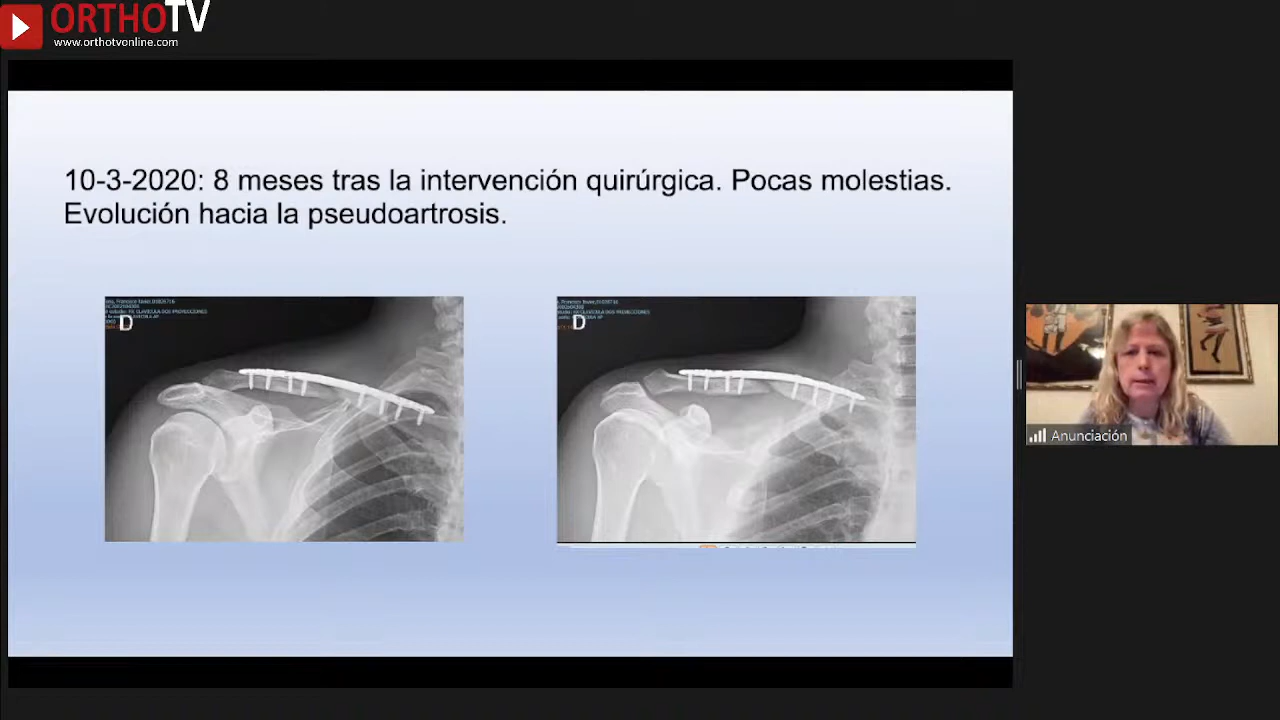 ORTHOTV
www.orthotvonline.com
10-3-2020: 8 meses tras la intervención quirúrgica. Pocas molestias.
Evolución hacia la pseudoartrosis.
D
D
Anunciación